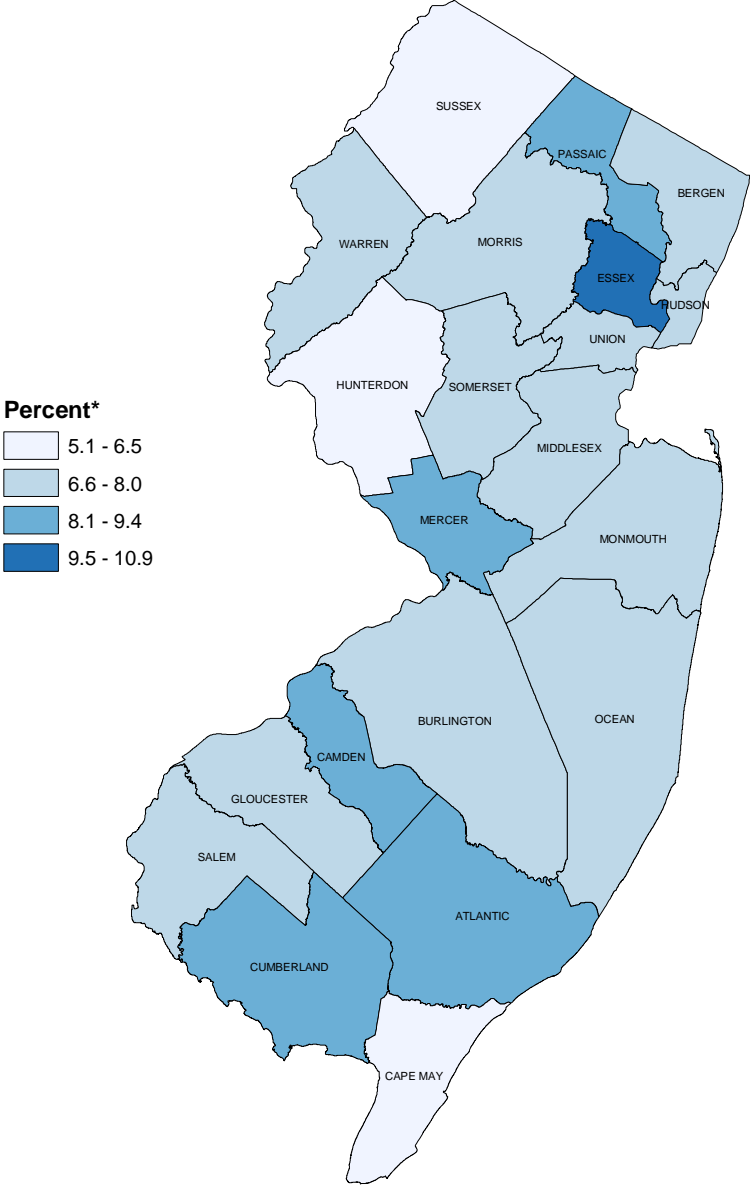 SUSSEX
PASSAIC
BERGEN
WARREN
MORRIS
ESSEX
HUDSON
UNION
HUNTERDON
SOMERSET
Percent*
5.1 - 6.5
6.6 - 8.0
8.1 - 9.4
9.5 - 10.9
MIDDLESEX
MERCER
MONMOUTH
BURLINGTON
OCEAN
CAMDEN
GLOUCESTER
SALEM
ATLANTIC
CUMBERLAND
CAPE MAY